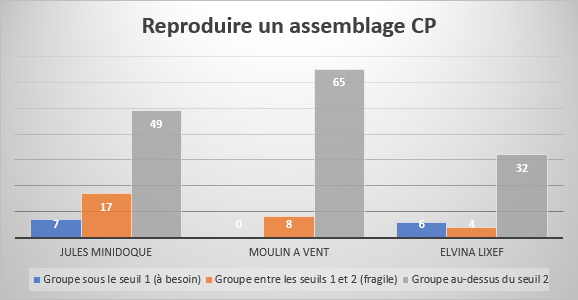 Reproduire un assemblage CP
49
17
7
65
0
8
32
6
4
JULES MINIDOQUE
MOULIN A VENT
ELVINA LIXEF
Groupe sous le seuil 1 (à besoin)
Groupe entre les seuils 1 et 2 (fragile)
Groupe au-dessus du seuil 2